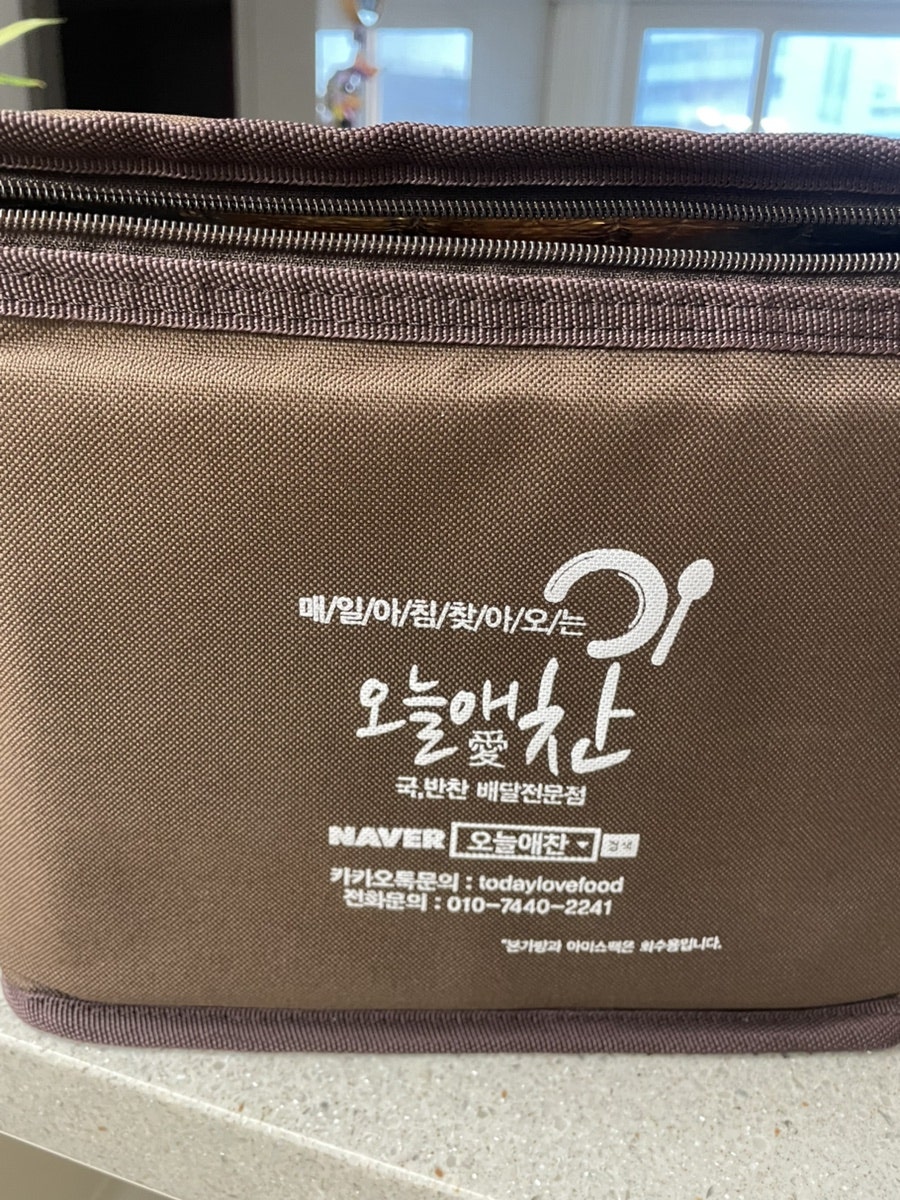 매/일/아/침/찾/아/오/는
오늘애찬
愛
국,반찬 배달전문점
NAVER 오늘애찬 검색
카카오톡문의 : todaylovefood
전화문의 : 010-7440-2241
*본가방과 아이스팩은 회수용입니다.